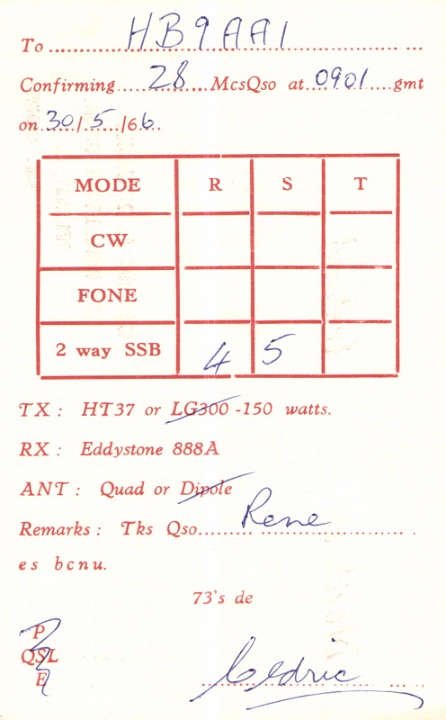 To HB9AA1
Confirming 28 McsQso at 0901 gmt
on 30/5/66.
MODE R S T
CW
FONE
2 way SSB 4 5
TX : HT37 or LG300 -150 watts.
RX : Eddystone 888A
ANT : Quad or Dipole
Remarks : Tks Qso Rene
es bcnu.
73's de
P
QSL
E
Cedric